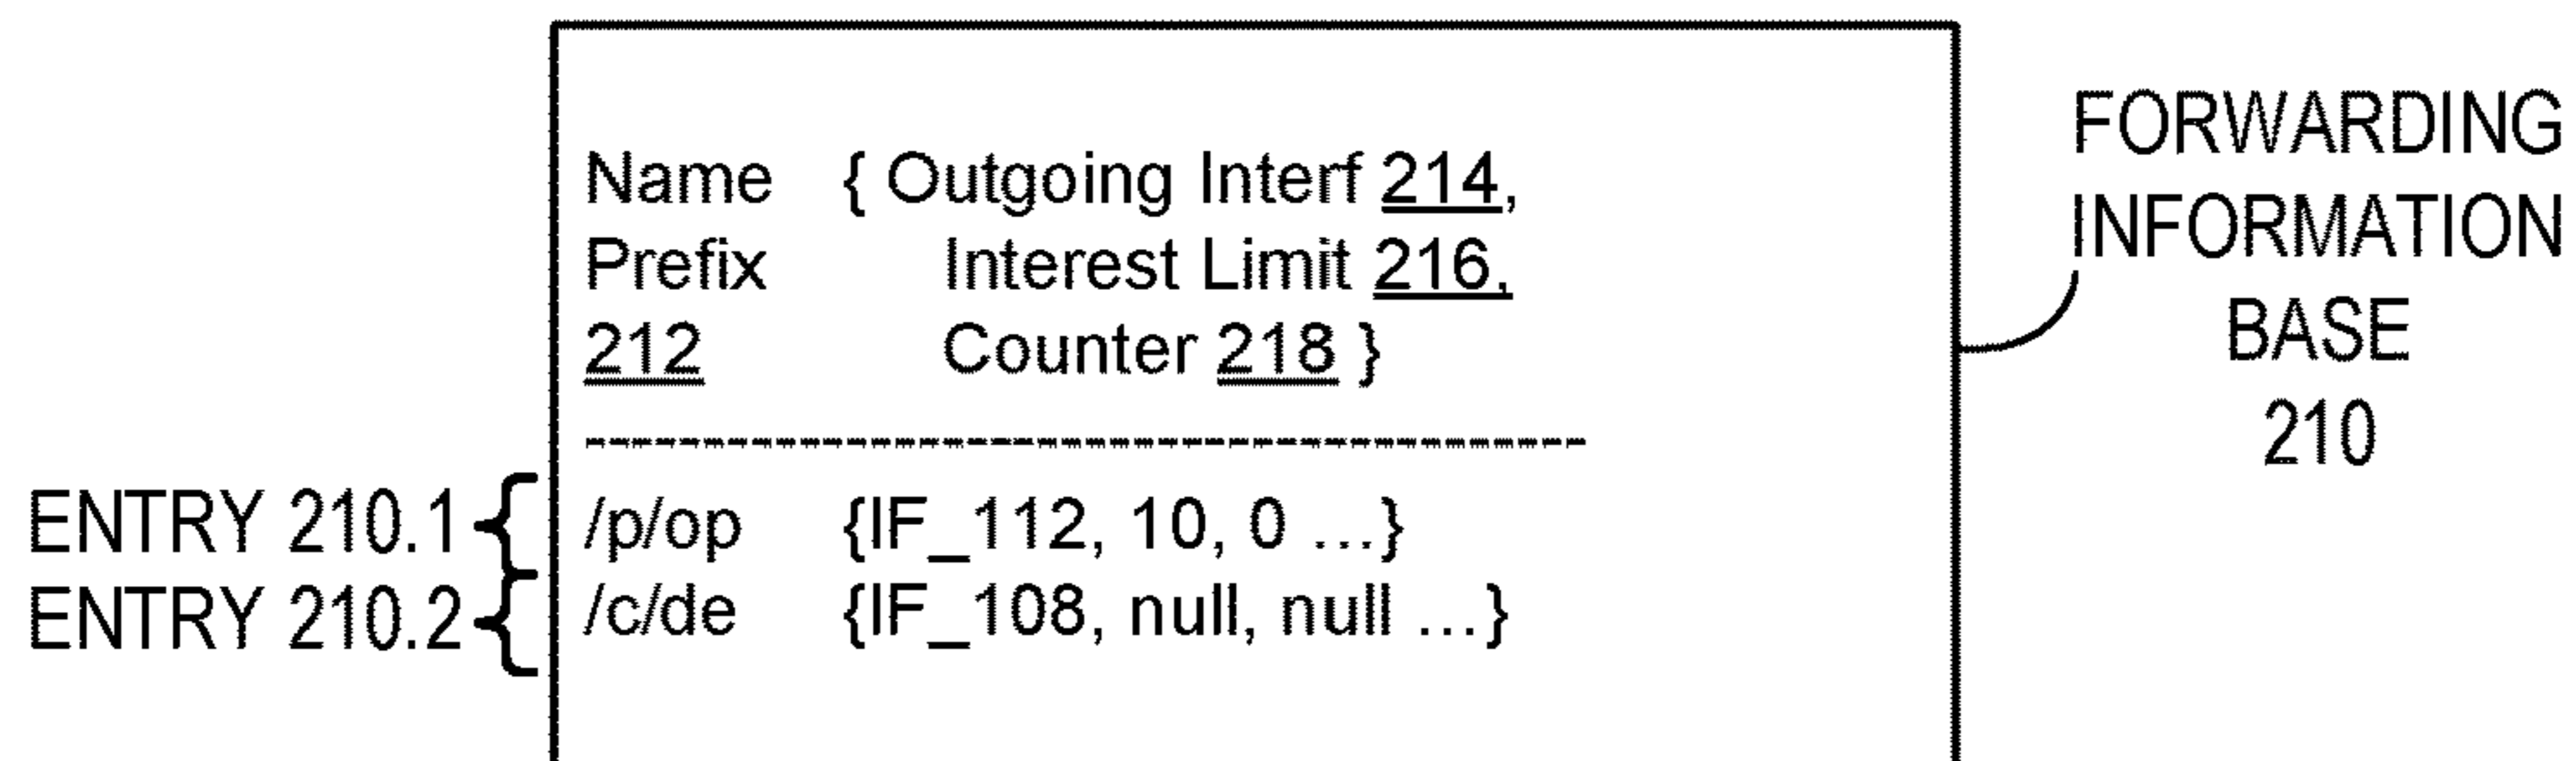 Name { Outgoing Interf 214,
Prefix Interest Limit 216,
212 Counter 218 }
FORWARDING
INFORMATION
BASE
210
ENTRY 210.1 { /p/op {IF_112, 10, 0 ...}
ENTRY 210.2 { /c/de {IF_108, null, null ...}